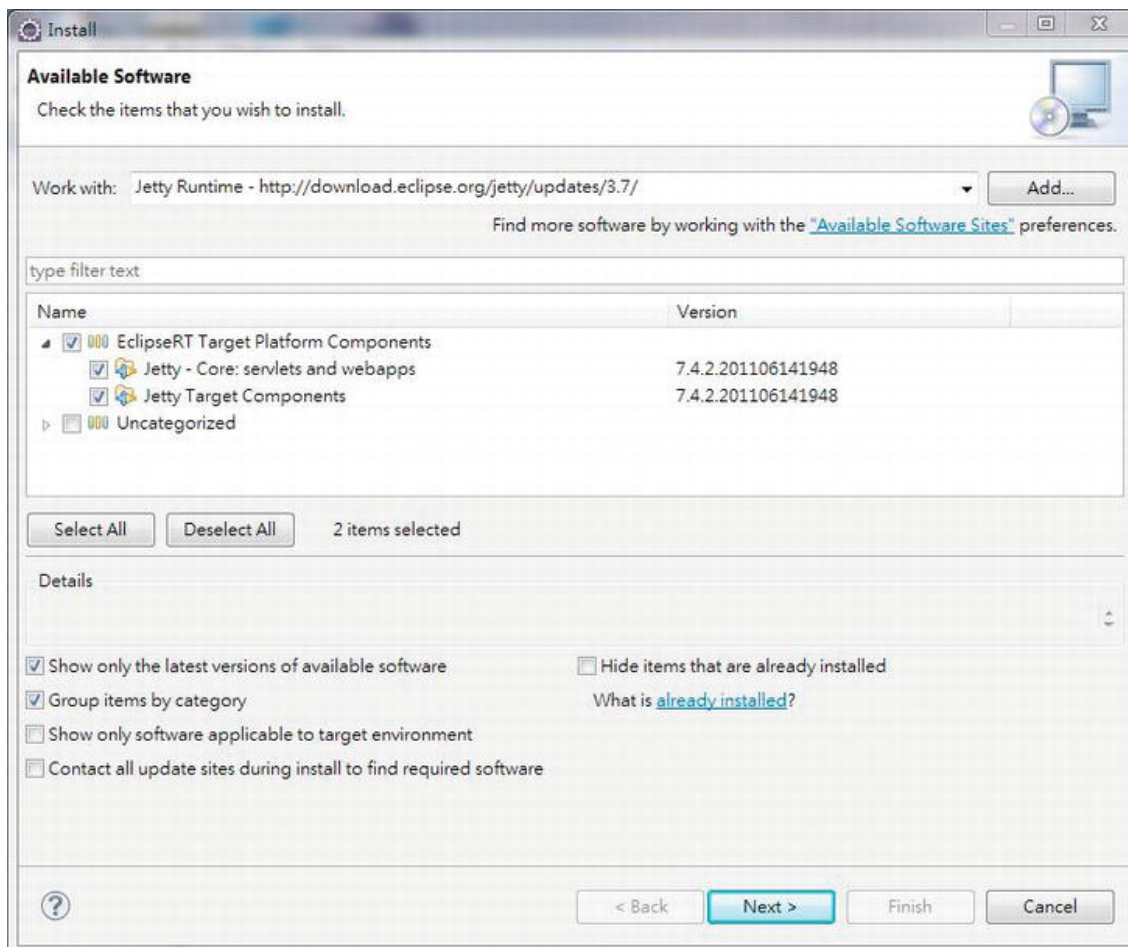 Install
Available Software
Check the items that you wish to install.
Work with: Jetty Runtime - http://download.eclipse.org/jetty/updates/3.7/ Add...
Find more software by working with the "Available Software Sites" preferences.
type filter text
Name Version
EclipseRT Target Platform Components
Jetty - Core: servlets and webapps 7.4.2.201106141948
Jetty Target Components 7.4.2.201106141948
Uncategorized
Select All Deselect All 2 items selected
Details
Show only the latest versions of available software Hide items that are already installed
Group items by category What is already installed?
Show only software applicable to target environment
Contact all update sites during install to find required software
? < Back Next > Finish Cancel